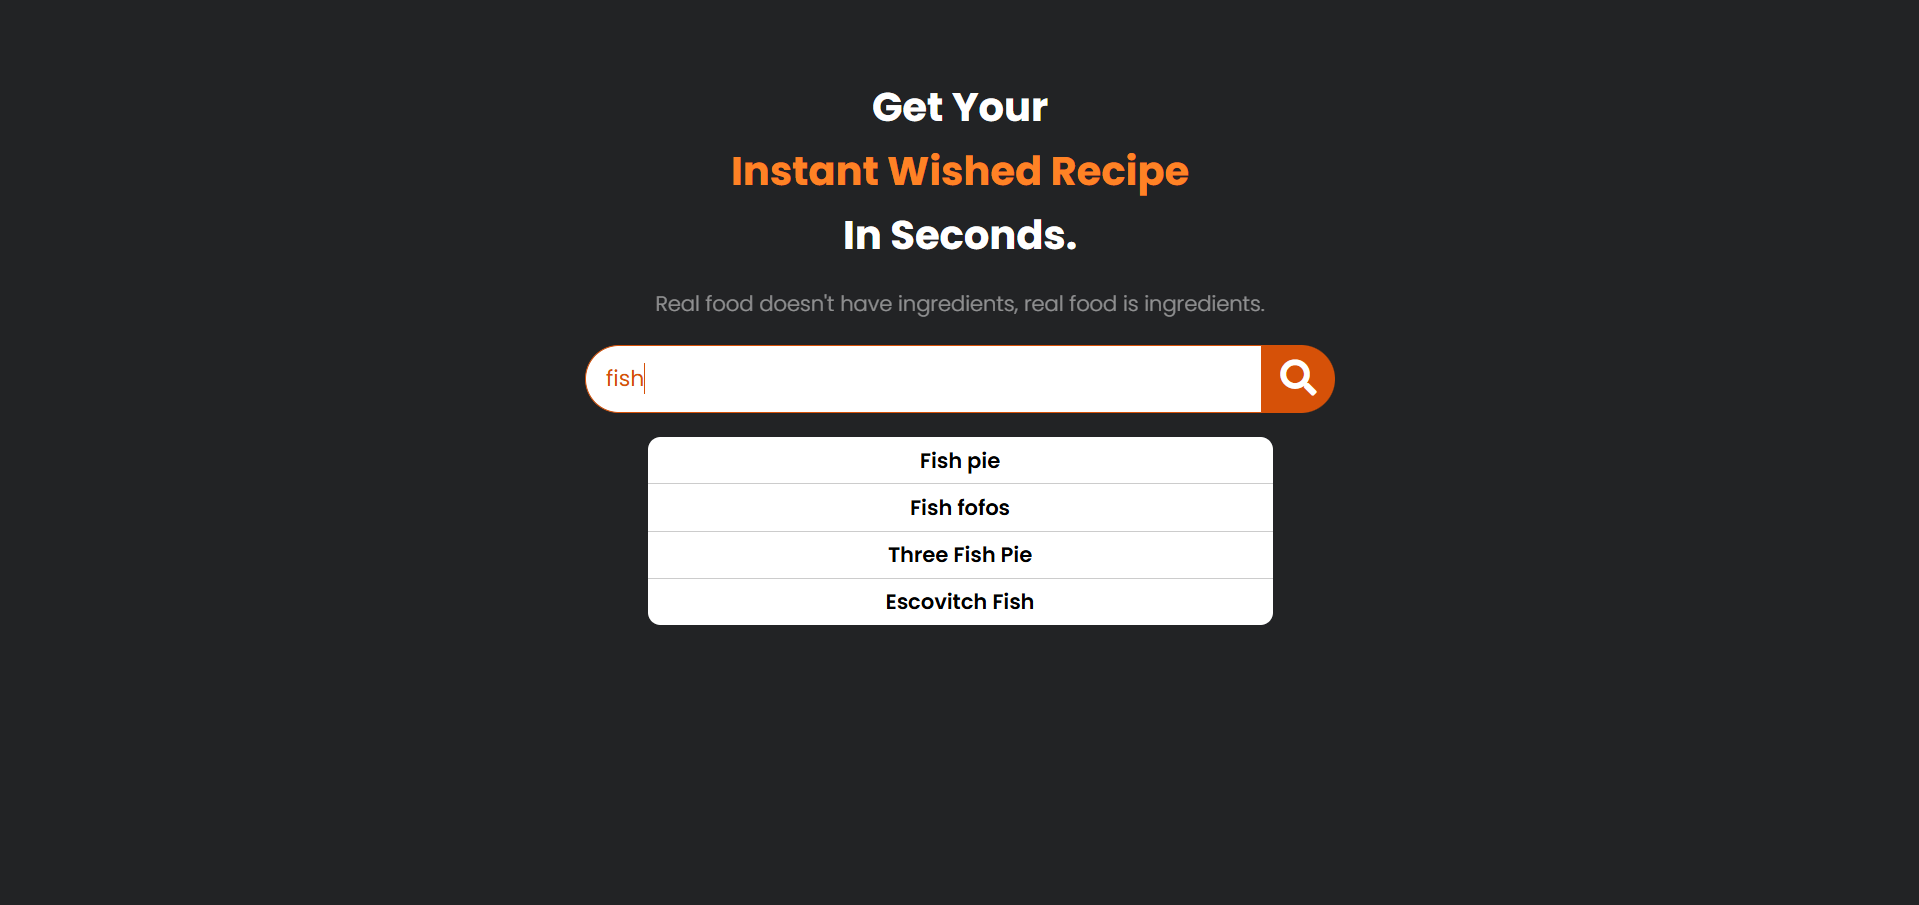 Get Your
Instant Wished Recipe
In Seconds.
Real food doesn't have ingredients, real food is ingredients.
fish
Fish pie
Fish fofos
Three Fish Pie
Escovitch Fish